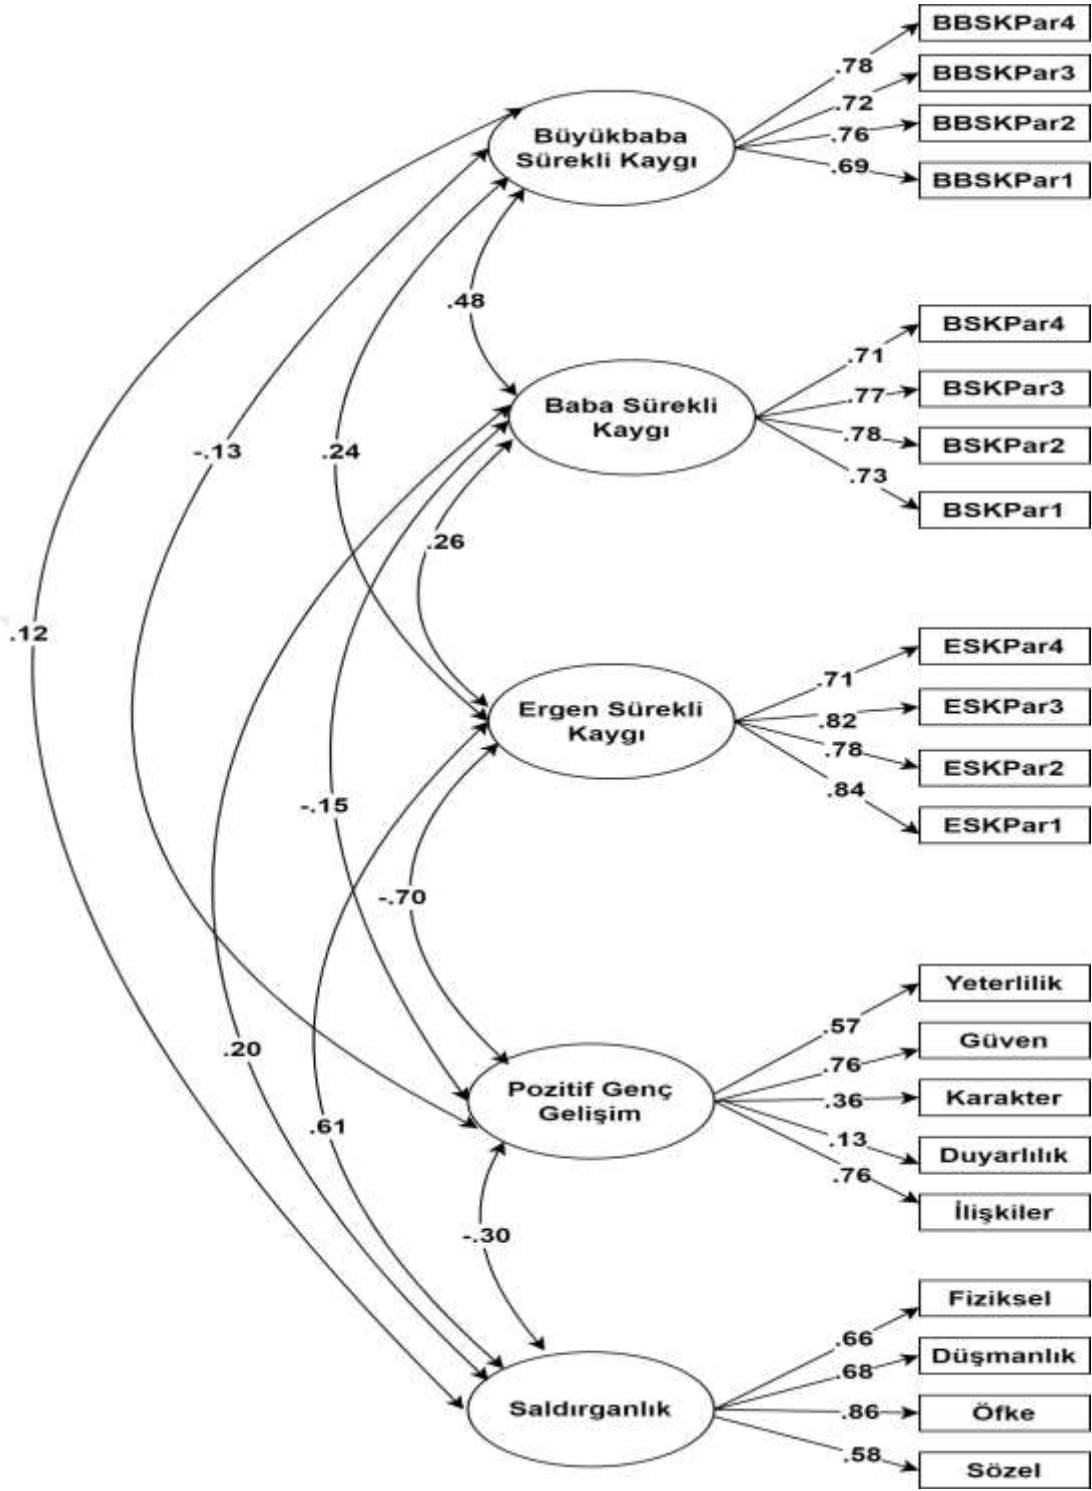 BBSKPar4
.78
BBSKPar3
.72
BBSKPar2
.76
BBSKPar1
.69
Büyükbaba
Sürekli Kaygı
.48
BSKPar4
.71
BSKPar3
.77
BSKPar2
.78
BSKPar1
.73
Baba Sürekli
Kaygı
-.13
.24
.26
.12
ESKPar4
.71
ESKPar3
.82
ESKPar2
.78
ESKPar1
.84
Ergen Sürekli
Kaygı
-.15
-.70
Yeterlilik
.57
Güven
.76
Karakter
.36
Duyarlılık
.13
İlişkiler
.76
Pozitif Genç
Gelişim
.20
.61
-.30
Fiziksel
.66
Düşmanlık
.68
Öfke
.86
Sözel
.58
Saldırganlık